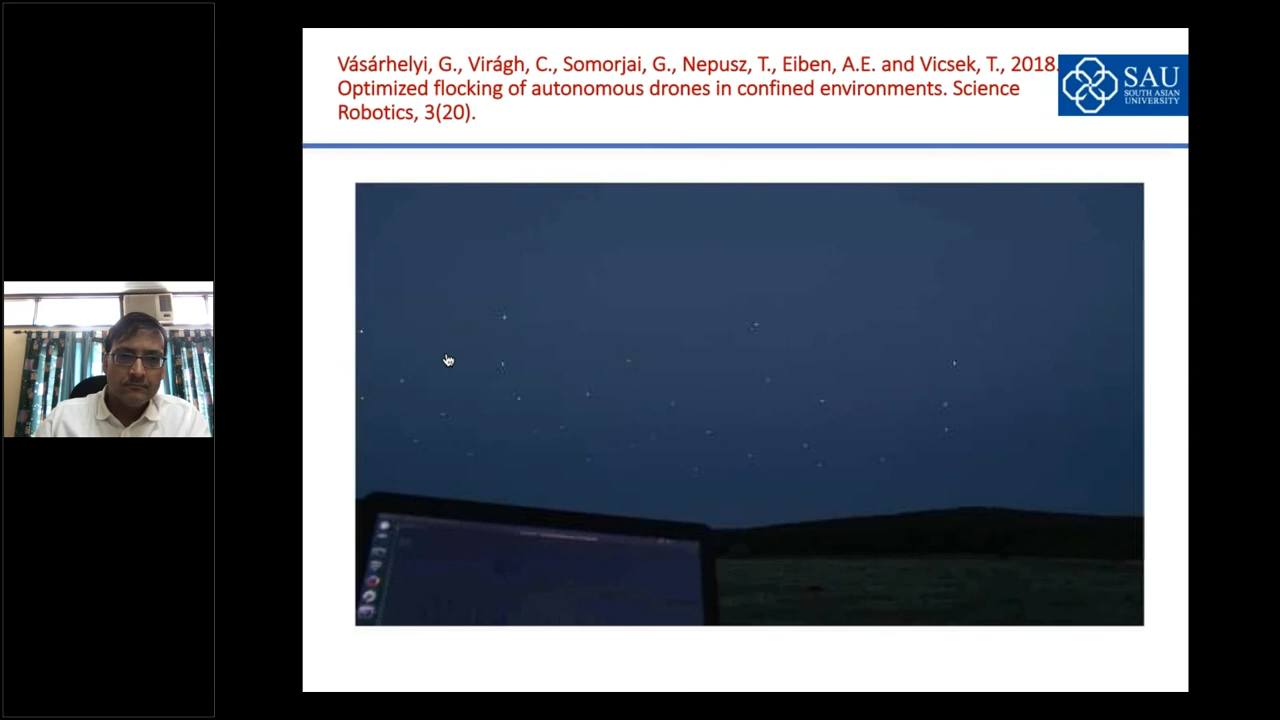 Vásárhelyi, G., Virágh, C., Somorjai, G., Nepusz, T., Eiben, A.E. and Vicsek, T., 2018.
Optimized flocking of autonomous drones in confined environments. Science
Robotics, 3(20).
SAU
SOUTH ASIAN
UNIVERSITY